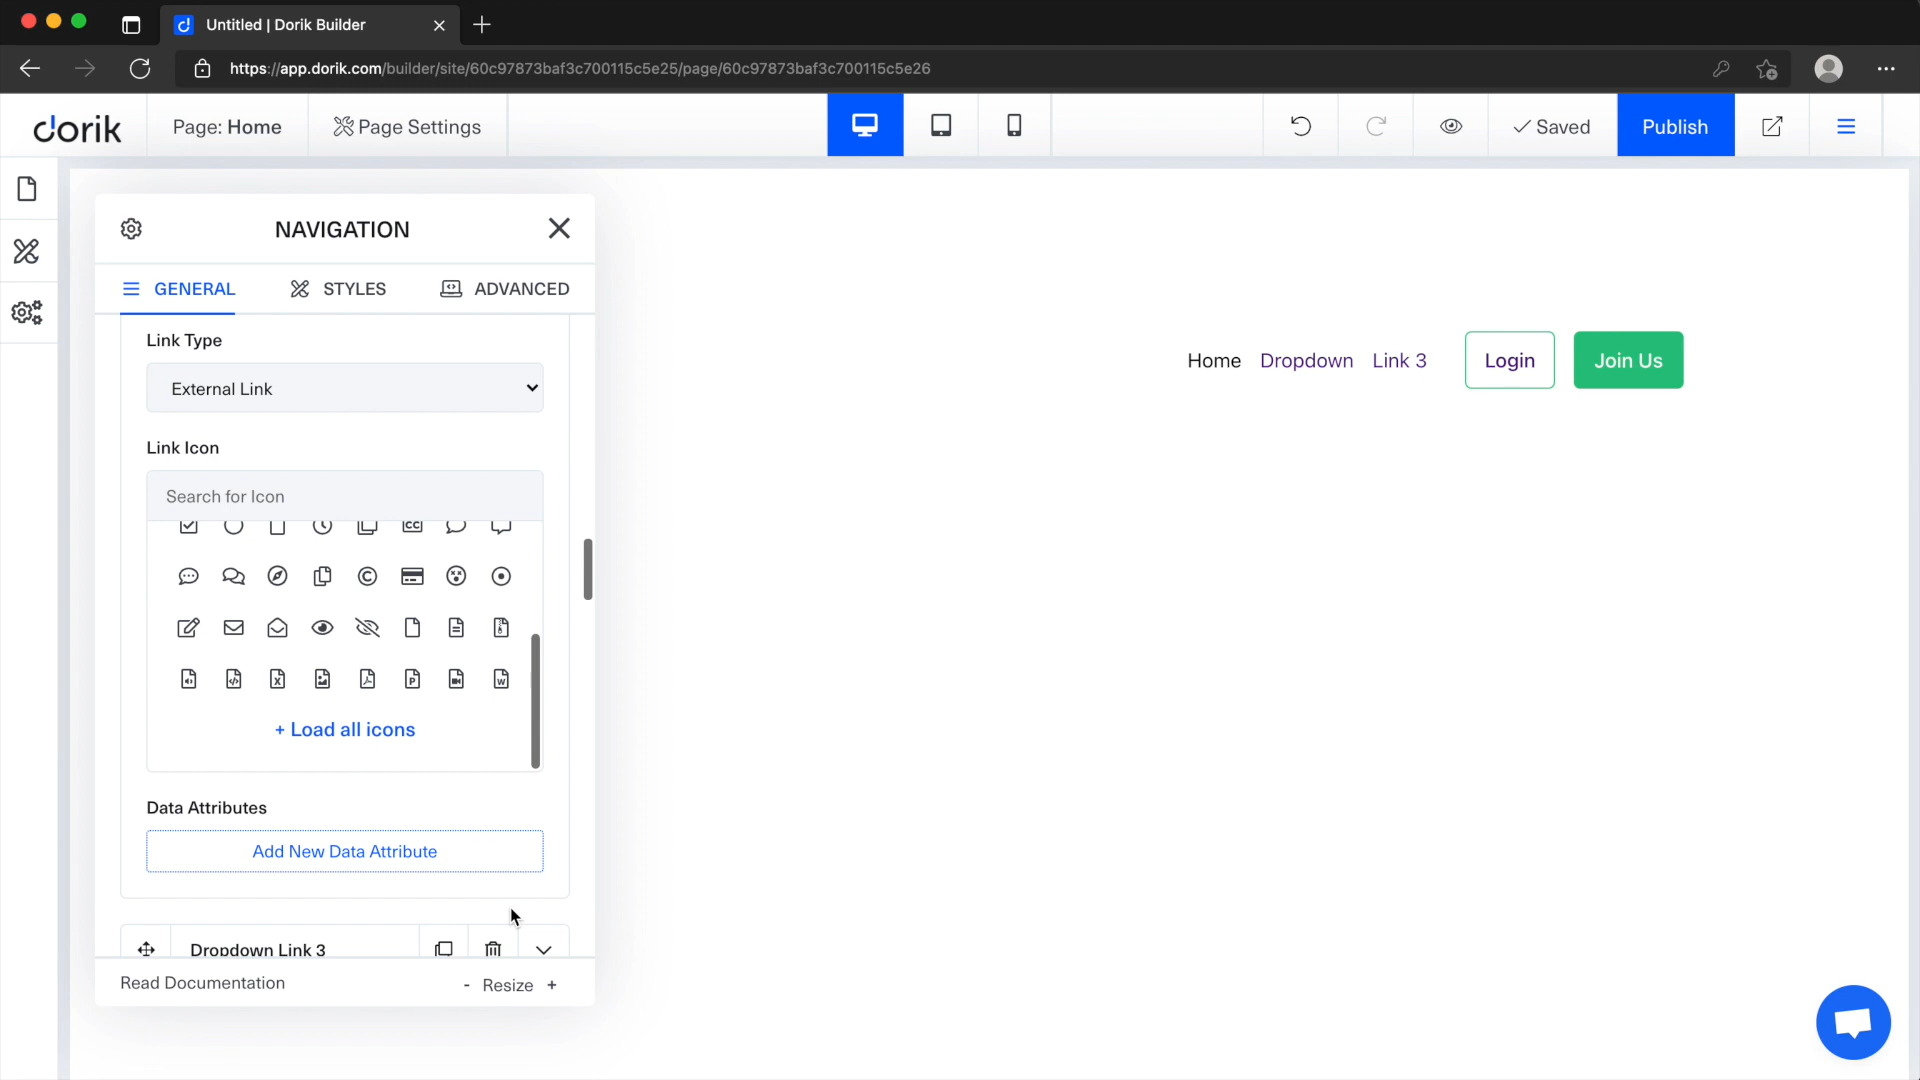 Untitled | Dorik Builder
https://app.dorik.com/builder/site/60c97873baf3c700115c5e25/page/60c97873baf3c700115c5e26
dorik
Page: Home
Page Settings
Saved
Publish
NAVIGATION
GENERAL
STYLES
ADVANCED
Link Type
External Link
Link Icon
Search for Icon
+ Load all icons
Data Attributes
Add New Data Attribute
Dropdown Link 3
Read Documentation
- Resize +
Home
Dropdown
Link 3
Login
Join Us